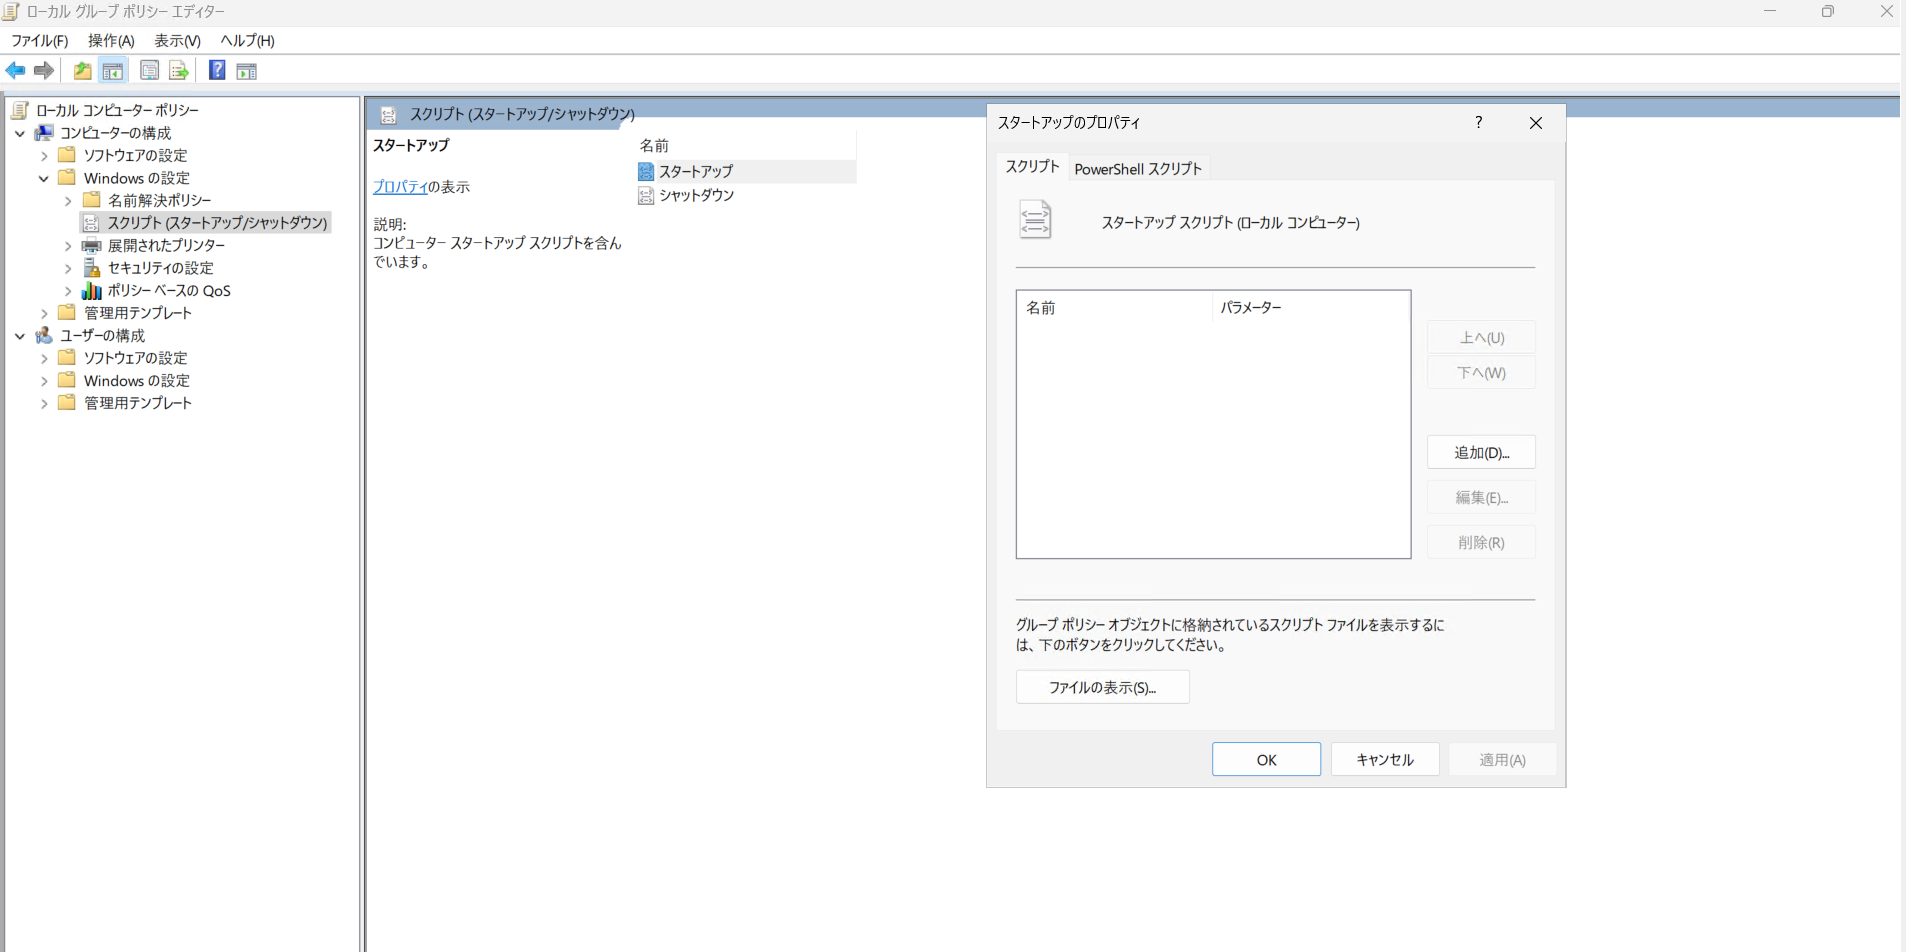 ローカル グループ ポリシー エディター
ファイル(F) 操作(A) 表示(V) ヘルプ(H)
ローカル コンピューター ポリシー
コンピューターの構成
ソフトウェアの設定
Windows の設定
名前解決ポリシー
スクリプト (スタートアップ/シャットダウン)
展開されたプリンター
セキュリティの設定
ポリシー ベースの QoS
管理用テンプレート
ユーザーの構成
ソフトウェアの設定
Windows の設定
管理用テンプレート
スクリプト (スタートアップ/シャットダウン)
スタートアップ
プロパティの表示
説明:
コンピューター スタートアップ スクリプトを含ん
でいます。
名前
スタートアップ
シャットダウン
スタートアップのプロパティ
スクリプト PowerShell スクリプト
スタートアップ スクリプト (ローカル コンピューター)
名前 パラメーター
上へ(U)
下へ(W)
追加(D)...
編集(E)...
削除(R)
グループ ポリシー オブジェクトに格納されているスクリプト ファイルを表示するに
は、下のボタンをクリックしてください。
ファイルの表示(S)...
OK キャンセル 適用(A)